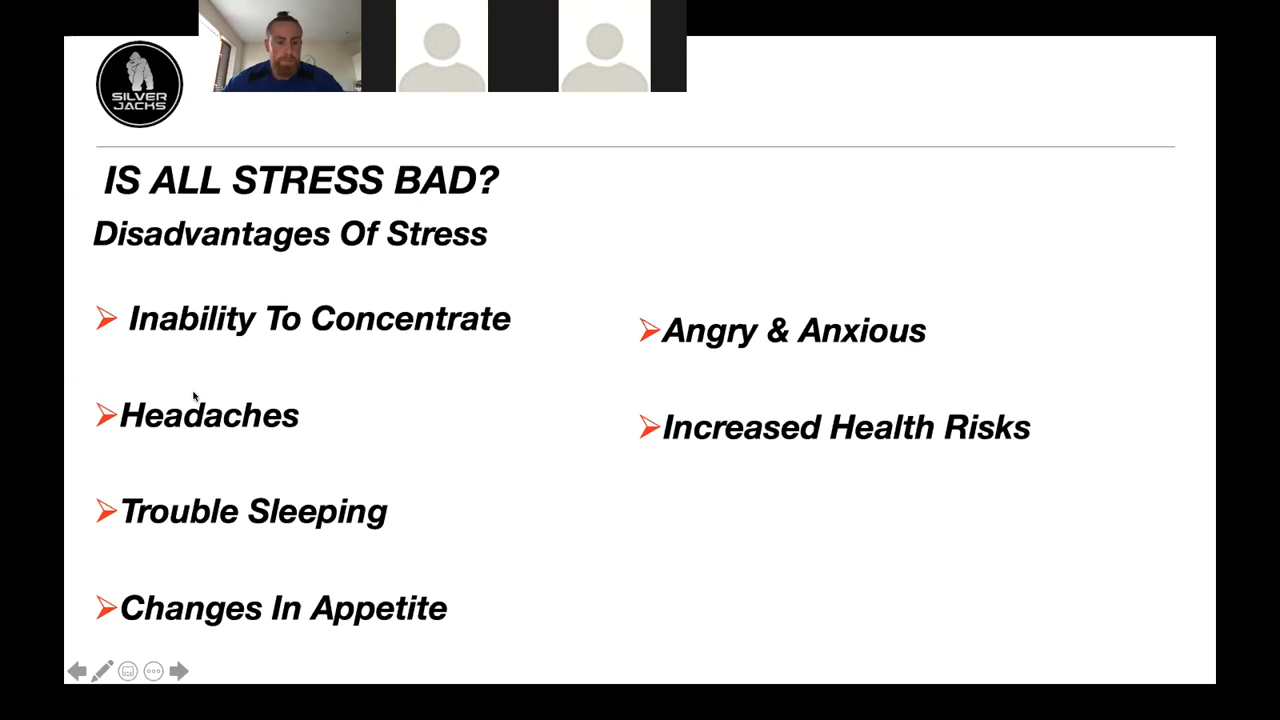 SILVER
JACKS
IS ALL STRESS BAD?
Disadvantages Of Stress
Inability To Concentrate
Headaches
Trouble Sleeping
Changes In Appetite
Angry & Anxious
Increased Health Risks